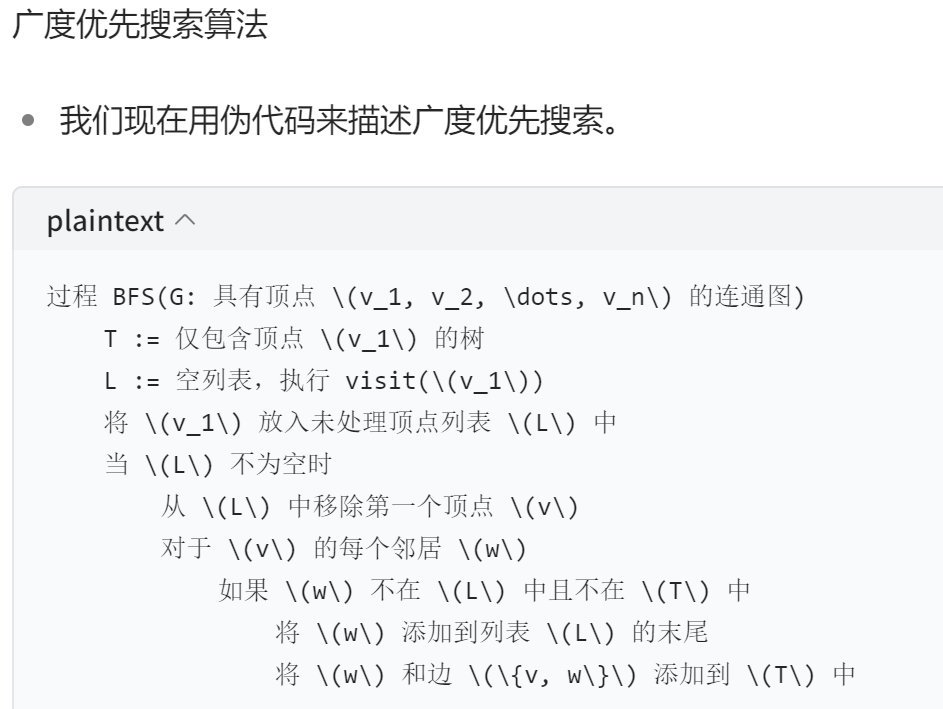 广度优先搜索算法
• 我们现在用伪代码来描述广度优先搜索。
plaintext
过程 BFS(G: 具有顶点 \(v_1, v_2, \dots, v_n\) 的连通图)
T := 仅包含顶点 \(v_1\) 的树
L := 空列表，执行 visit(\(v_1\))
将 \(v_1\) 放入未处理顶点列表 \(L\) 中
当 \(L\) 不为空时
从 \(L\) 中移除第一个顶点 \(v\)
对于 \(v\) 的每个邻居 \(w\)
如果 \(w\) 不在 \(L\) 中且不在 \(T\) 中
将 \(w\) 添加到列表 \(L\) 的末尾
将 \(w\) 和边 \(\{v, w\}\) 添加到 \(T\) 中